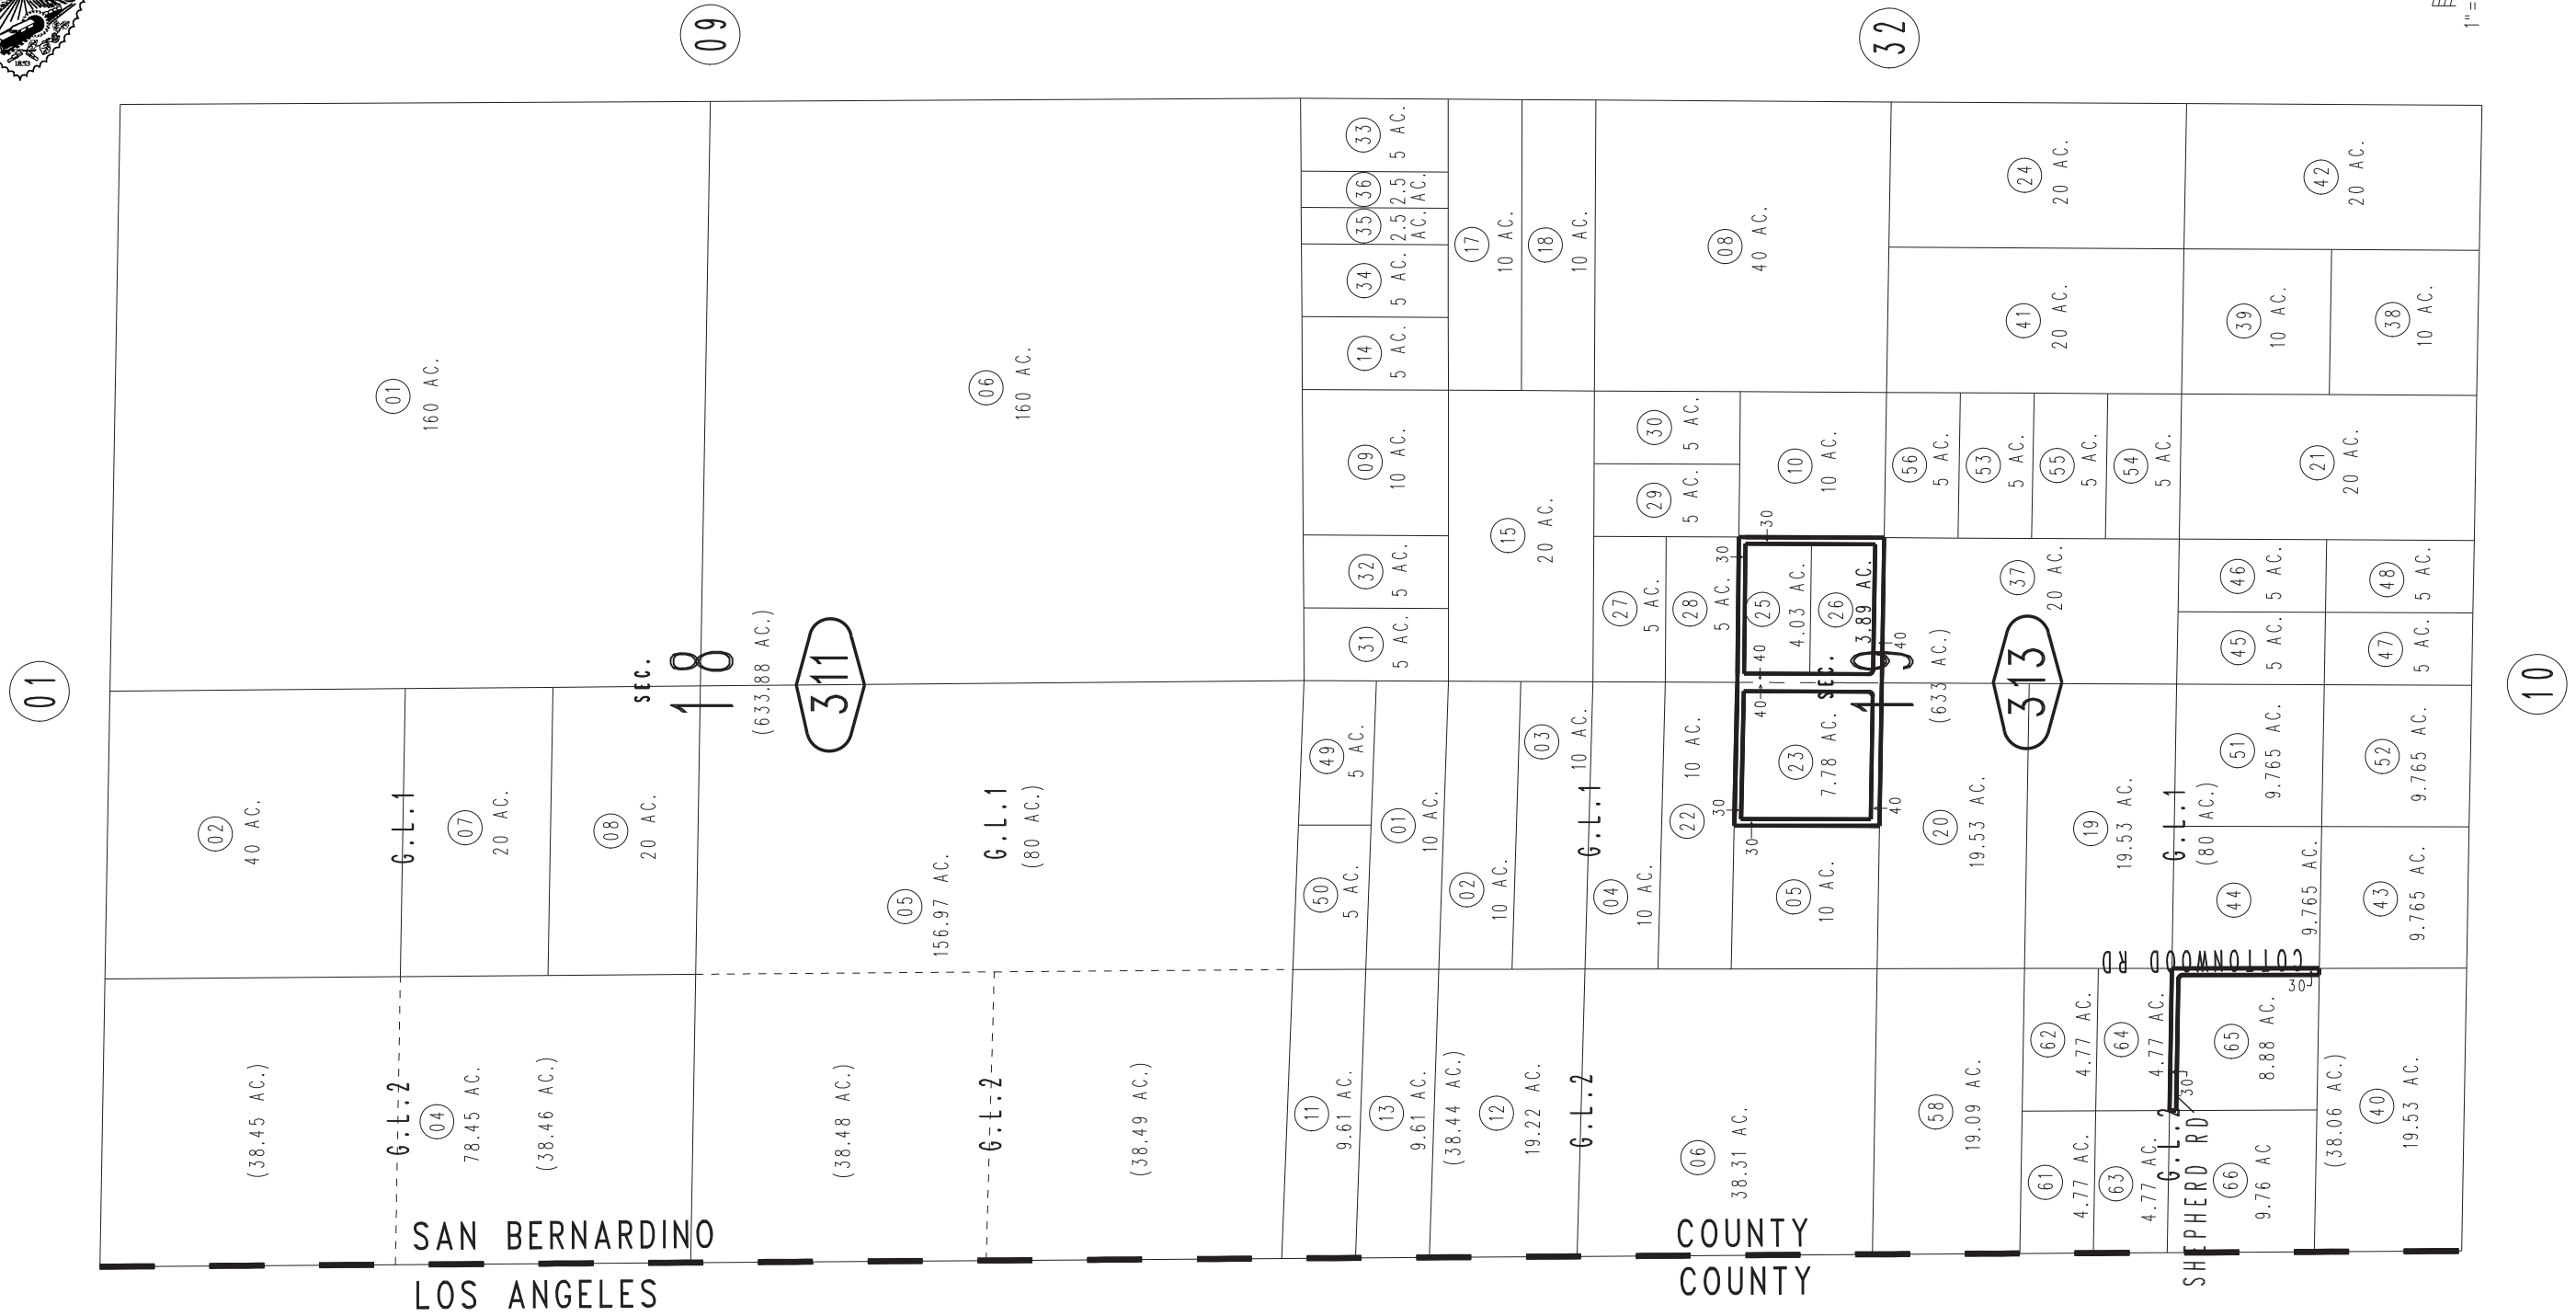 1853
09
32
1"=
01
10
01
160 AC.
06
160 AC.
33
5 AC.
36
2.5
AC.
35
2.5
AC.
34
5 AC.
14
5 AC.
17
10 AC.
18
10 AC.
08
40 AC.
24
20 AC.
42
20 AC.
41
20 AC.
39
10 AC.
38
10 AC.
09
10 AC.
32
5 AC.
31
5 AC.
15
20 AC.
30
5 AC.
29
5 AC.
10
10 AC.
56
5 AC.
53
5 AC.
55
5 AC.
54
5 AC.
21
20 AC.
27
5 AC.
28
5 AC.
30
30
25
4.03 AC.
26
3.89 AC.
40
40
40
37
20 AC.
46
5 AC.
48
5 AC.
45
5 AC.
47
5 AC.
SEC.
18
(633.88 AC.)
311
SEC.
19
(633 AC.)
313
02
40 AC.
G.L.1
07
20 AC.
08
20 AC.
05
156.97 AC.
G.L.1
(80 AC.)
49
5 AC.
50
5 AC.
01
10 AC.
02
10 AC.
03
10 AC.
G.L.1
04
10 AC.
22
10 AC.
23
7.78 AC.
30
30
40
05
10 AC.
20
19.53 AC.
19
19.53 AC.
G.L.1
(80 AC.)
51
9.765 AC.
52
9.765 AC.
44
9.765 AC.
43
9.765 AC.
COTTONWOOD RD
30
(38.45 AC.)
G.L.2
04
78.45 AC.
(38.46 AC.)
(38.48 AC.)
G.L.2
(38.49 AC.)
11
9.61 AC.
13
9.61 AC.
(38.44 AC.)
12
19.22 AC.
G.L.2
06
38.31 AC.
58
19.09 AC.
62
4.77 AC.
64
4.77 AC.
65
8.88 AC.
30
61
4.77 AC.
63
4.77 AC.
G.L.2
SHEPHERD RD
66
9.76 AC
(38.06 AC.)
40
19.53 AC.
SAN BERNARDINO COUNTY
LOS ANGELES COUNTY